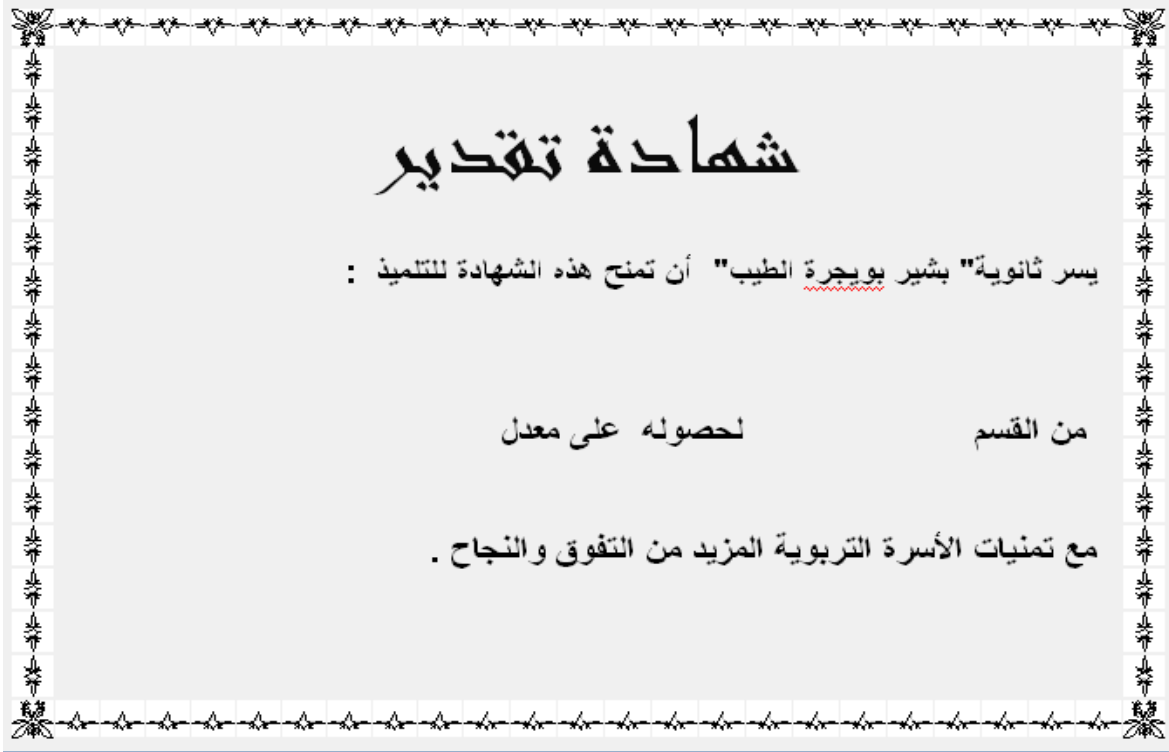 شهادة تقدير
يسر ثانوية" بشير بويجرة الطيب" أن تمنح هذه الشهادة للتلميذ :
من القسم لحصوله على معدل
مع تمنيات الأسرة التربوية المزيد من التفوق والنجاح .